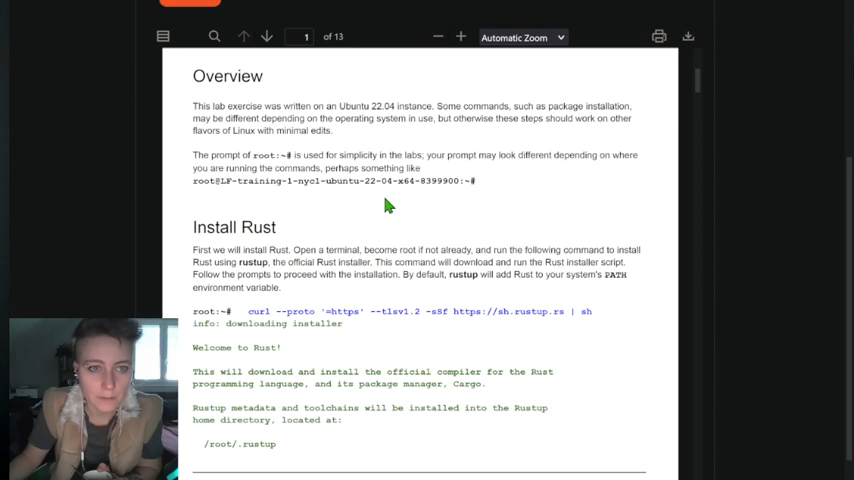 1 of 13
Automatic Zoom
Overview
This lab exercise was written on an Ubuntu 22.04 instance. Some commands, such as package installation,
may be different depending on the operating system in use, but otherwise these steps should work on other
flavors of Linux with minimal edits.
The prompt of root:~# is used for simplicity in the labs; your prompt may look different depending on where
you are running the commands, perhaps something like
root@LF-training-1-nyc1-ubuntu-22-04-x64-8399900:~#
Install Rust
First we will install Rust. Open a terminal, become root if not already, and run the following command to install
Rust using rustup, the official Rust installer. This command will download and run the Rust installer script.
Follow the prompts to proceed with the installation. By default, rustup will add Rust to your system's PATH
environment variable.
root:~# curl --proto '=https' --tlsv1.2 -sSf https://sh.rustup.rs | sh
info: downloading installer
Welcome to Rust!
This will download and install the official compiler for the Rust
programming language, and its package manager, Cargo.
Rustup metadata and toolchains will be installed into the Rustup
home directory, located at:
/root/.rustup